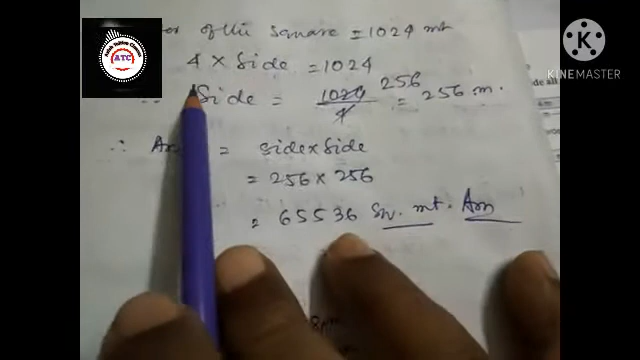 of the square = 1024 mt
ATC
4 × Side = 1024
KINEMASTER
Side = 1024/4 256 = 256 m.
∴ = side×side
= 256 × 256
= 65536 Sq. mt. Ans